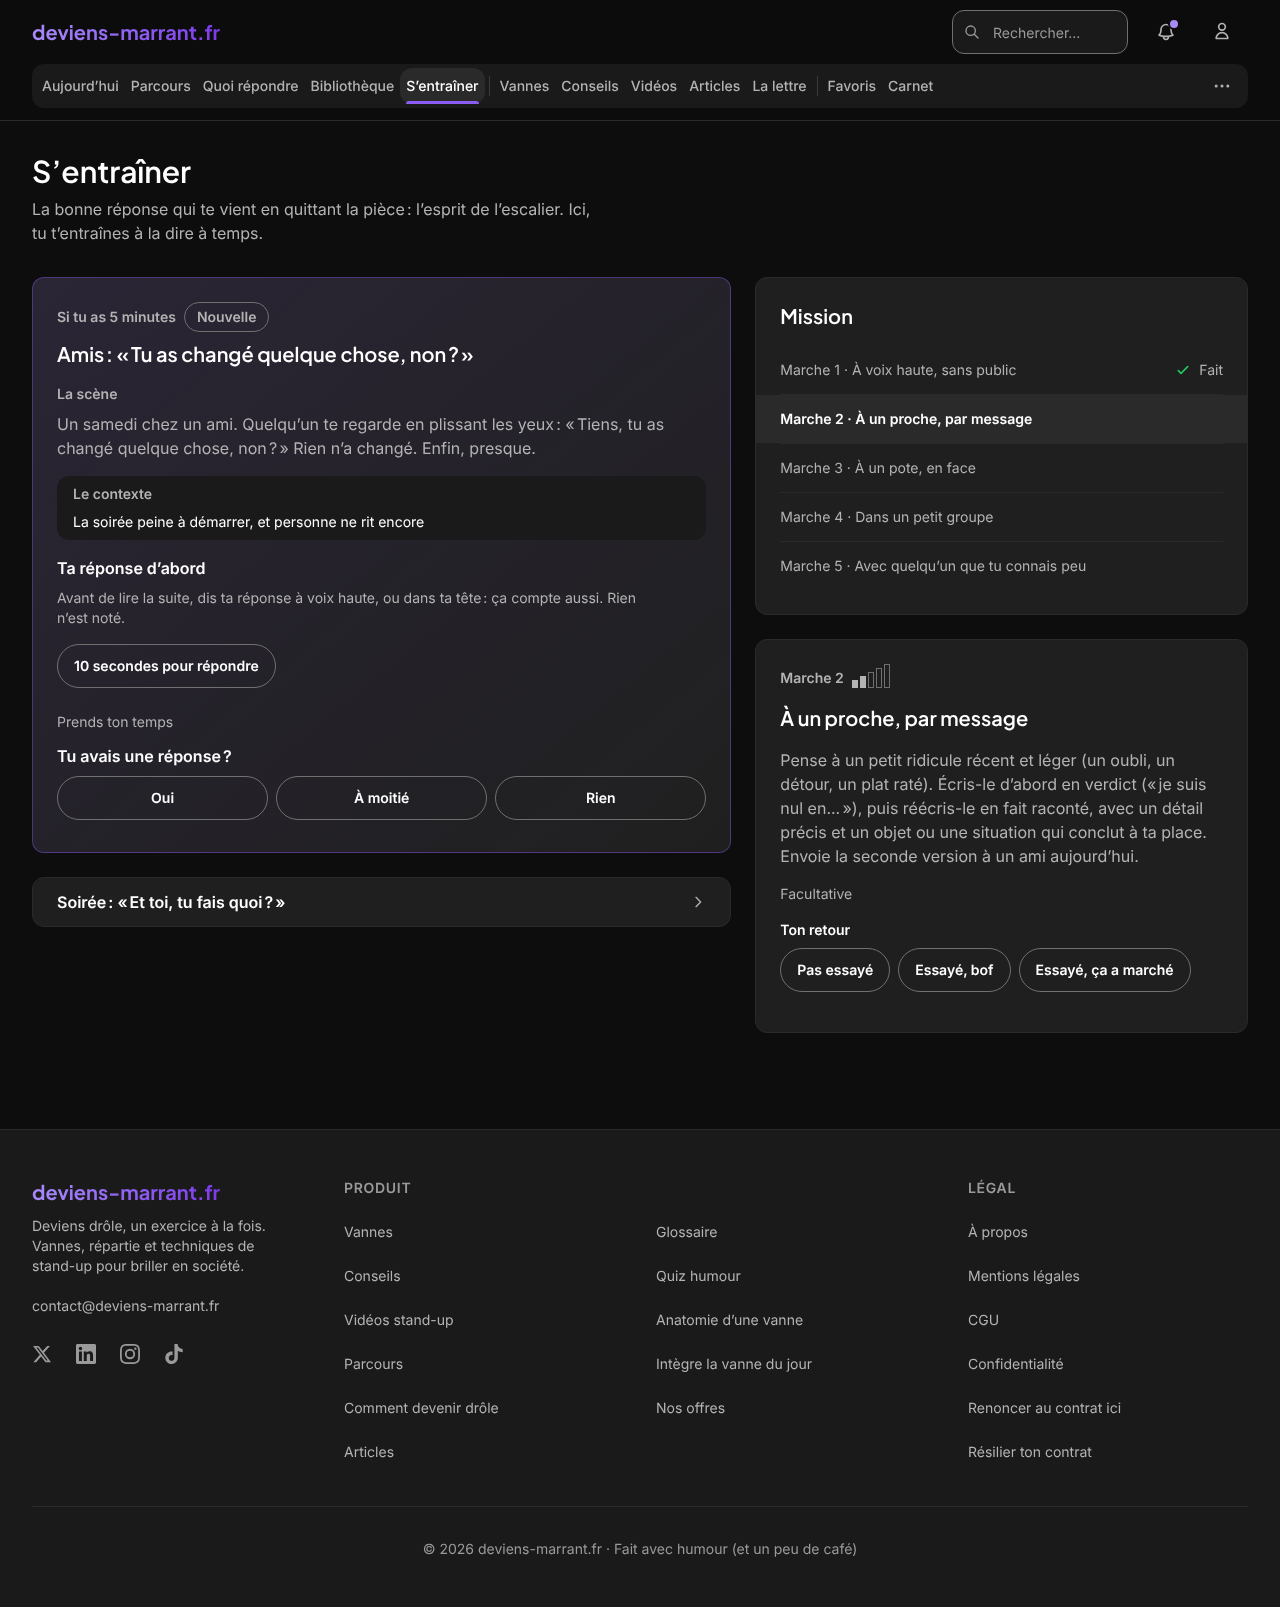 deviens-marrant.fr
Rechercher...
Aujourd’hui Parcours Quoi répondre Bibliothèque S’entraîner Vannes Conseils Vidéos Articles La lettre Favoris Carnet
S’entraîner
La bonne réponse qui te vient en quittant la pièce : l’esprit de l’escalier. Ici,
tu t’entraînes à la dire à temps.
Si tu as 5 minutes Nouvelle
Amis : « Tu as changé quelque chose, non ? »
La scène
Un samedi chez un ami. Quelqu’un te regarde en plissant les yeux : « Tiens, tu as
changé quelque chose, non ? » Rien n’a changé. Enfin, presque.
Le contexte
La soirée peine à démarrer, et personne ne rit encore
Ta réponse d’abord
Avant de lire la suite, dis ta réponse à voix haute, ou dans ta tête : ça compte aussi. Rien
n’est noté.
10 secondes pour répondre
Prends ton temps
Tu avais une réponse ?
Oui À moitié Rien
Soirée : « Et toi, tu fais quoi ? »
Mission
Marche 1 · À voix haute, sans public Fait
Marche 2 · À un proche, par message
Marche 3 · À un pote, en face
Marche 4 · Dans un petit groupe
Marche 5 · Avec quelqu’un que tu connais peu
Marche 2
À un proche, par message
Pense à un petit ridicule récent et léger (un oubli, un
détour, un plat raté). Écris-le d’abord en verdict (« je suis
nul en... »), puis réécris-le en fait raconté, avec un détail
précis et un objet ou une situation qui conclut à ta place.
Envoie la seconde version à un ami aujourd’hui.
Facultative
Ton retour
Pas essayé Essayé, bof Essayé, ça a marché
deviens-marrant.fr
Deviens drôle, un exercice à la fois.
Vannes, répartie et techniques de
stand-up pour briller en société.
contact@deviens-marrant.fr
PRODUIT
Vannes
Conseils
Vidéos stand-up
Parcours
Comment devenir drôle
Articles
Glossaire
Quiz humour
Anatomie d’une vanne
Intègre la vanne du jour
Nos offres
LÉGAL
À propos
Mentions légales
CGU
Confidentialité
Renoncer au contrat ici
Résilier ton contrat
© 2026 deviens-marrant.fr · Fait avec humour (et un peu de café)